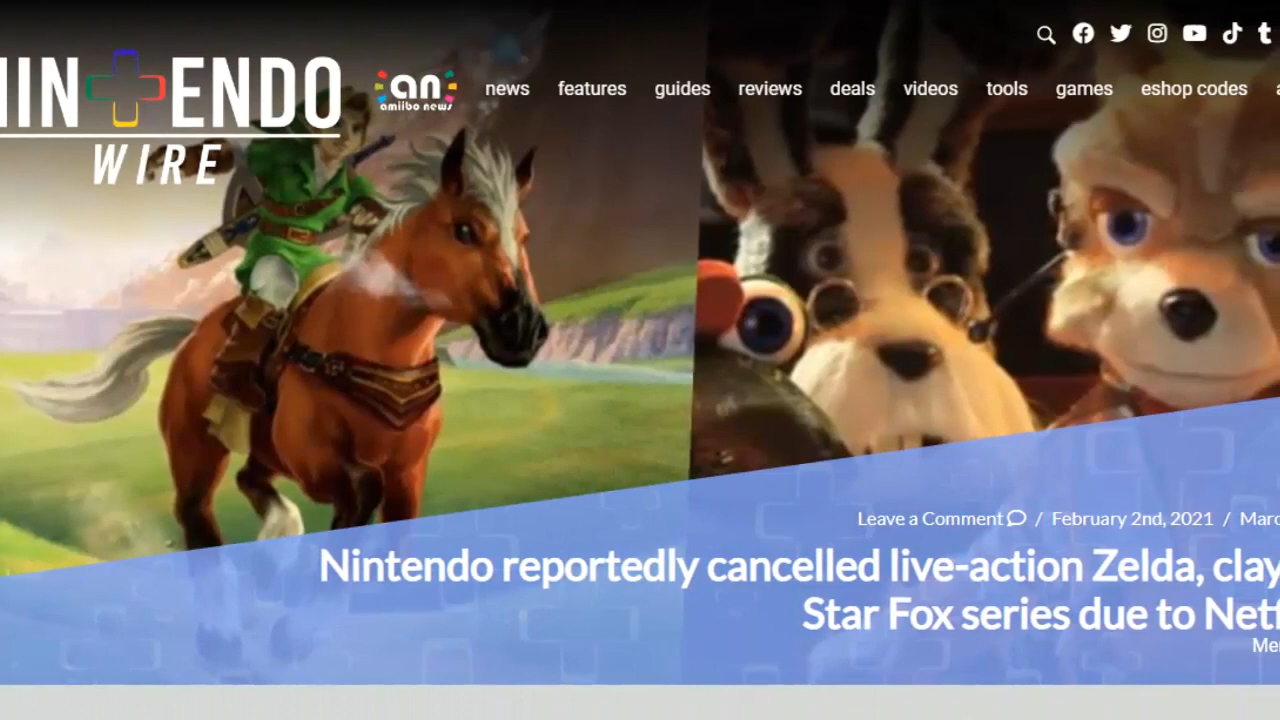 NINTENDO
WIRE
an
amiibo news
news features guides reviews deals videos tools games eshop codes
Leave a Comment / February 2nd, 2021 /
Nintendo reportedly cancelled live-action Zelda, clay
Star Fox series due to Netf